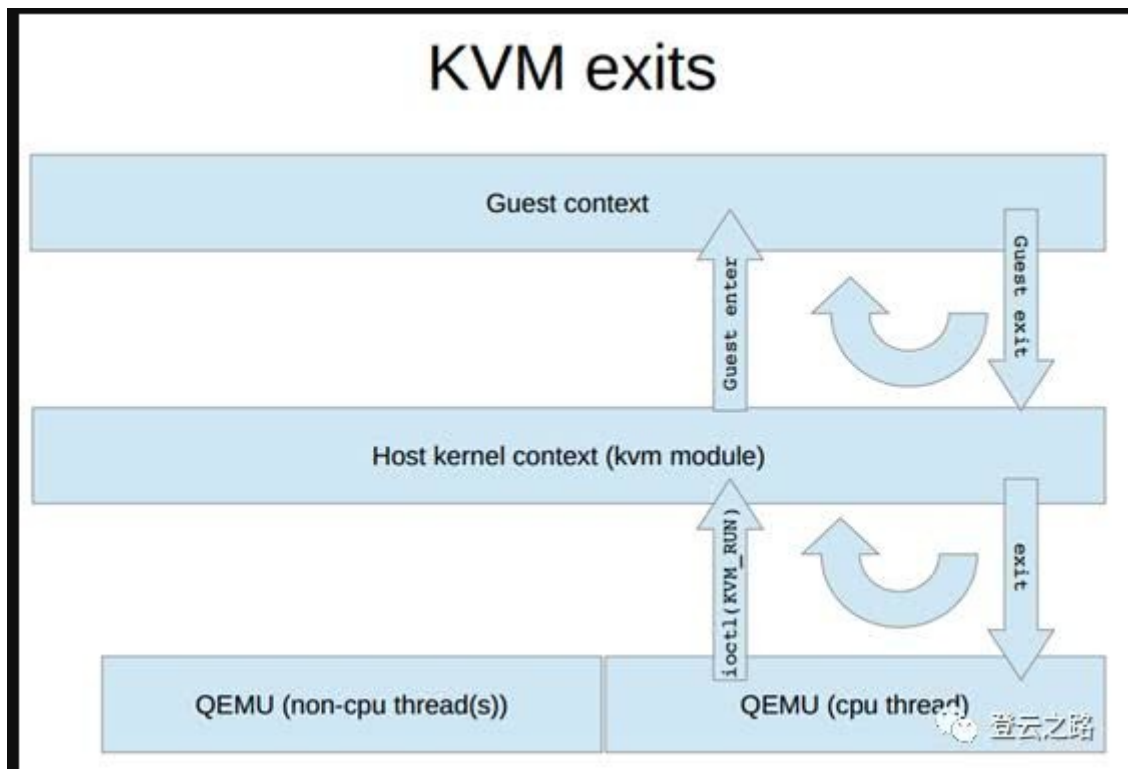 KVM exits
Guest context
Guest enter
Guest exit
Host kernel context (kvm module)
ioctl(KVM_RUN)
exit
QEMU (non-cpu thread(s))
QEMU (cpu thread)
登云之路